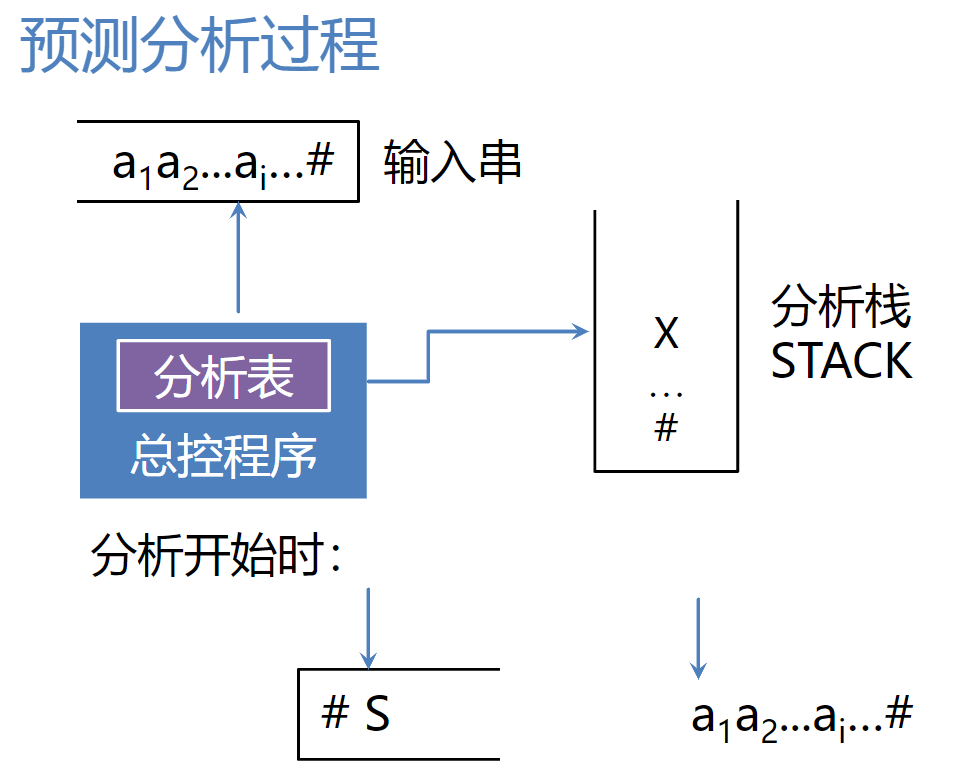 预测分析过程
a₁a₂...aᵢ...#
输入串
X
...
#
分析栈
STACK
分析表
总控程序
分析开始时：
# S
a₁a₂...aᵢ...#